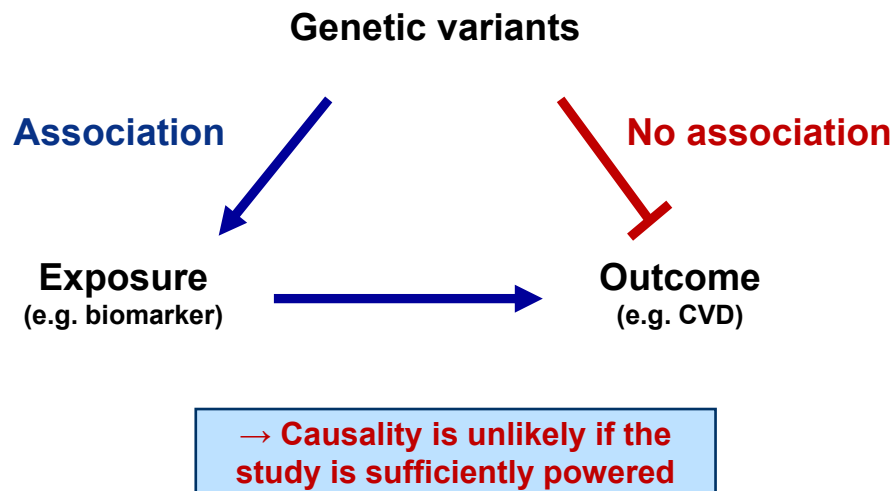 Genetic variants
Association
No association
Exposure
(e.g. biomarker)
Outcome
(e.g. CVD)
→ Causality is unlikely if the
study is sufficiently powered